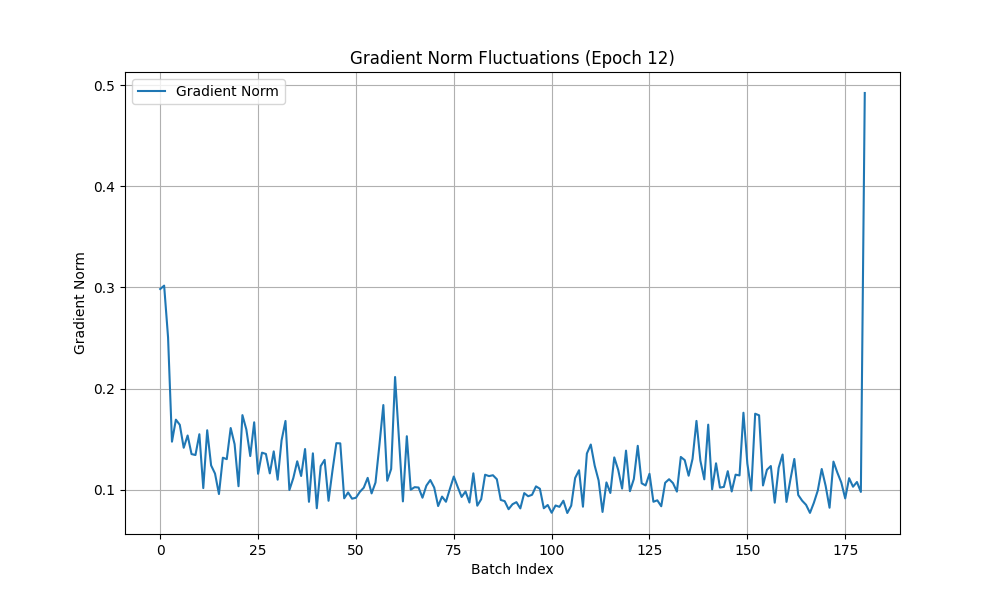 Gradient Norm Fluctuations (Epoch 12)
Gradient Norm
0.5
0.4
0.3
0.2
0.1
Gradient Norm
0 25 50 75 100 125 150 175
Batch Index